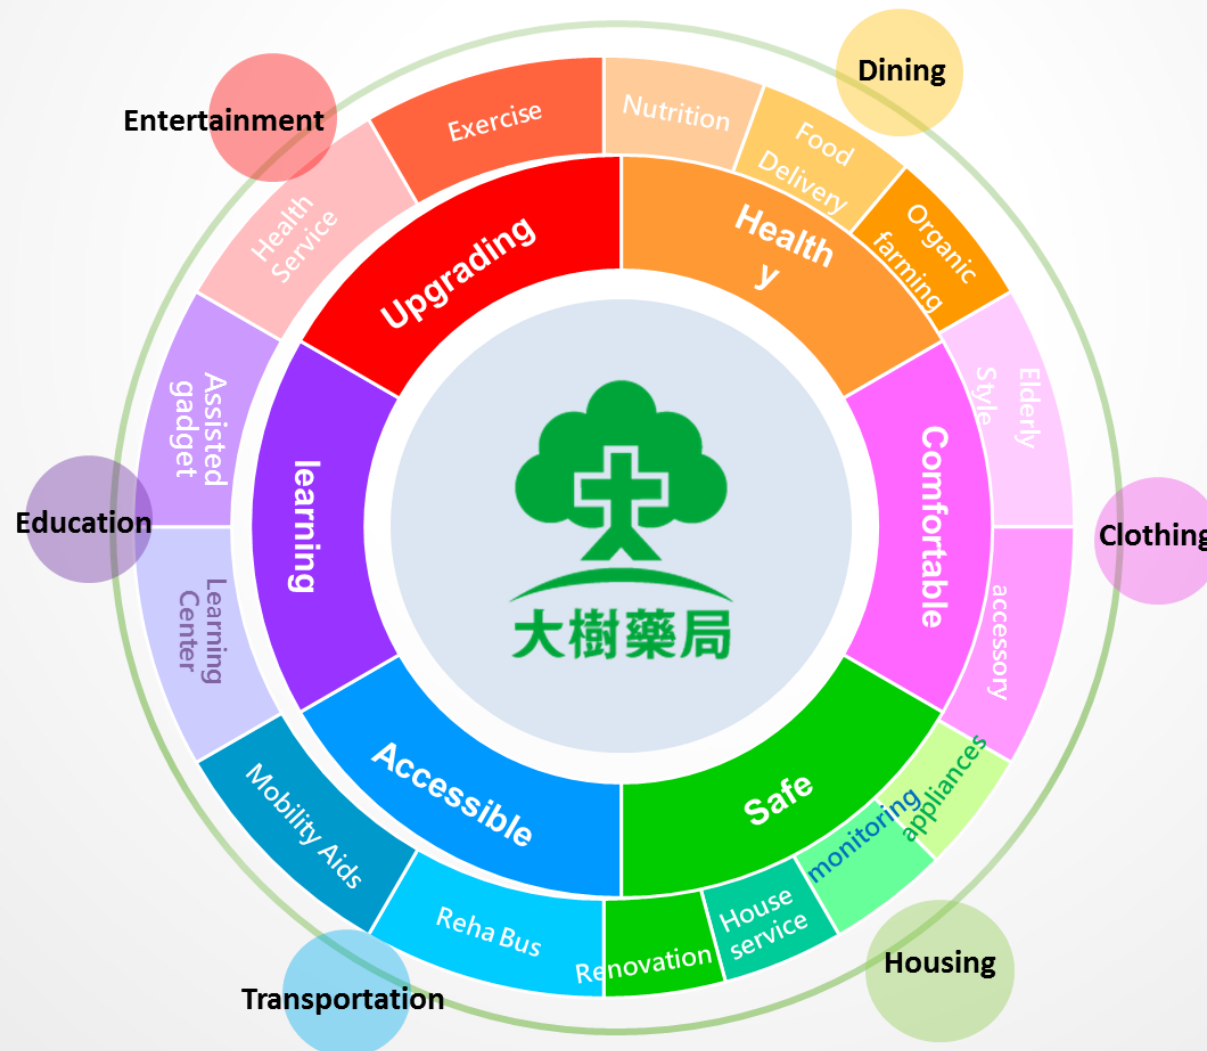 Dining
Entertainment
Exercise
Nutrition
Food
Delivery
Health
Service
Organic
farming
Upgrading
Health
y
Assisted
gadget
Elderly
Style
learning
Comfortable
Education
Clothing
Learning
Center
accessory
大樹藥局
Accessible
Safe
Mobility Aids
appliances
monitoring
Reha Bus
House
service
Renovation
Housing
Transportation